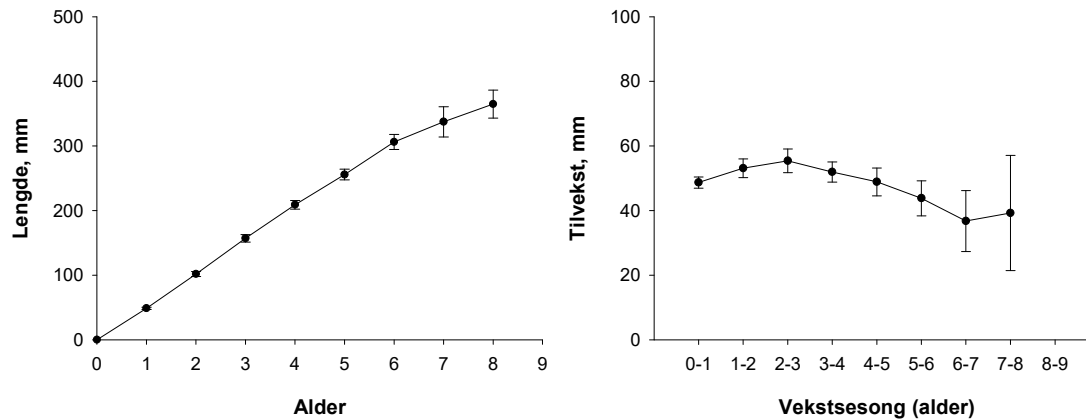 500
400
300
200
100
0
Lengde, mm
0 1 2 3 4 5 6 7 8 9
Alder
100
80
60
40
20
0
Tilvekst, mm
0-1 1-2 2-3 3-4 4-5 5-6 6-7 7-8 8-9
Vekstsesong (alder)